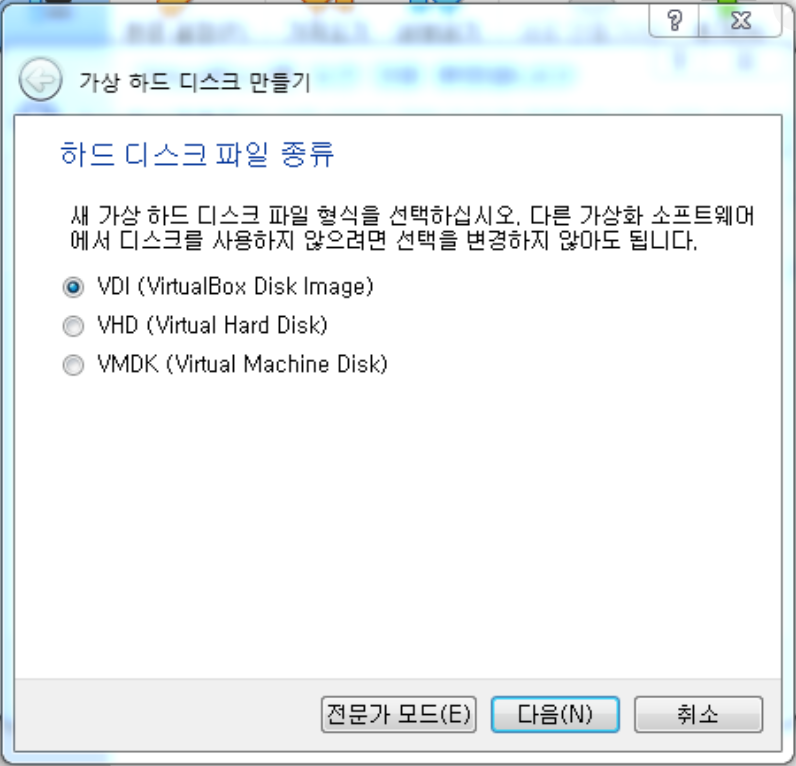 가상 하드 디스크 만들기
하드 디스크 파일 종류
새 가상 하드 디스크 파일 형식을 선택하십시오. 다른 가상화 소프트웨어
에서 디스크를 사용하지 않으려면 선택을 변경하지 않아도 됩니다.
VDI (VirtualBox Disk Image)
VHD (Virtual Hard Disk)
VMDK (Virtual Machine Disk)
전문가 모드(E) 다음(N) 취소